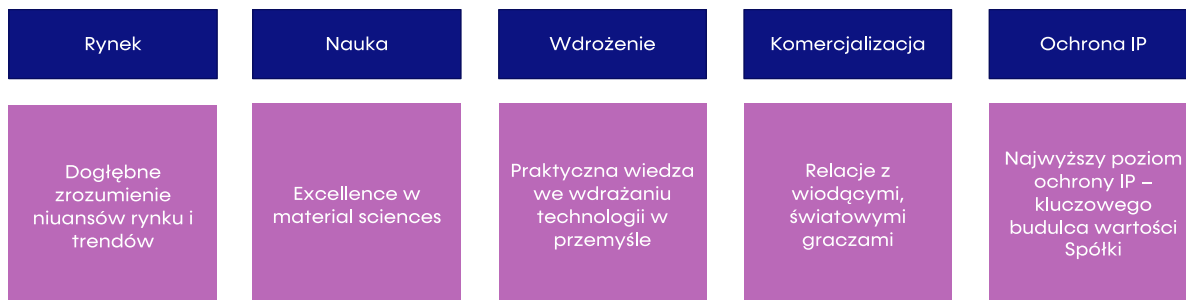 Rynek
Nauka
Wdrożenie
Komercjalizacja
Ochrona IP
Dogłębne
zrozumienie
niuansów rynku i
trendów
Excellence w
material sciences
Praktyczna wiedza
we wdrażaniu
technologii w
przemyśle
Relacje z
wiodącymi,
światowymi
graczami
Najwyższy poziom
ochrony IP –
kluczowego
budulca wartości
Spółki